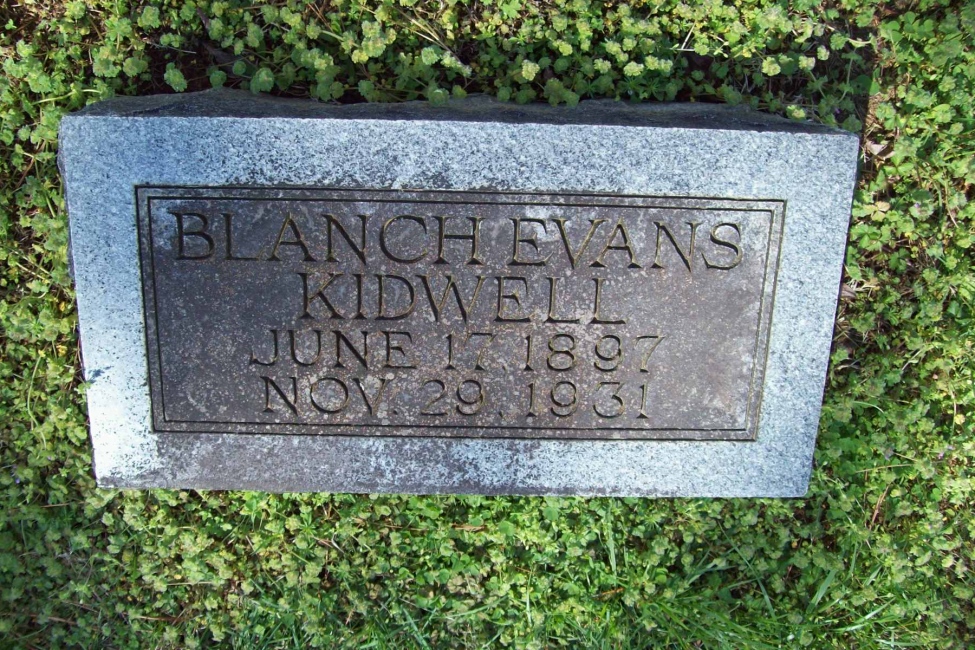 BLANCH EVANS
KIDWELL
JUNE 17, 1897
NOV. 29, 1931